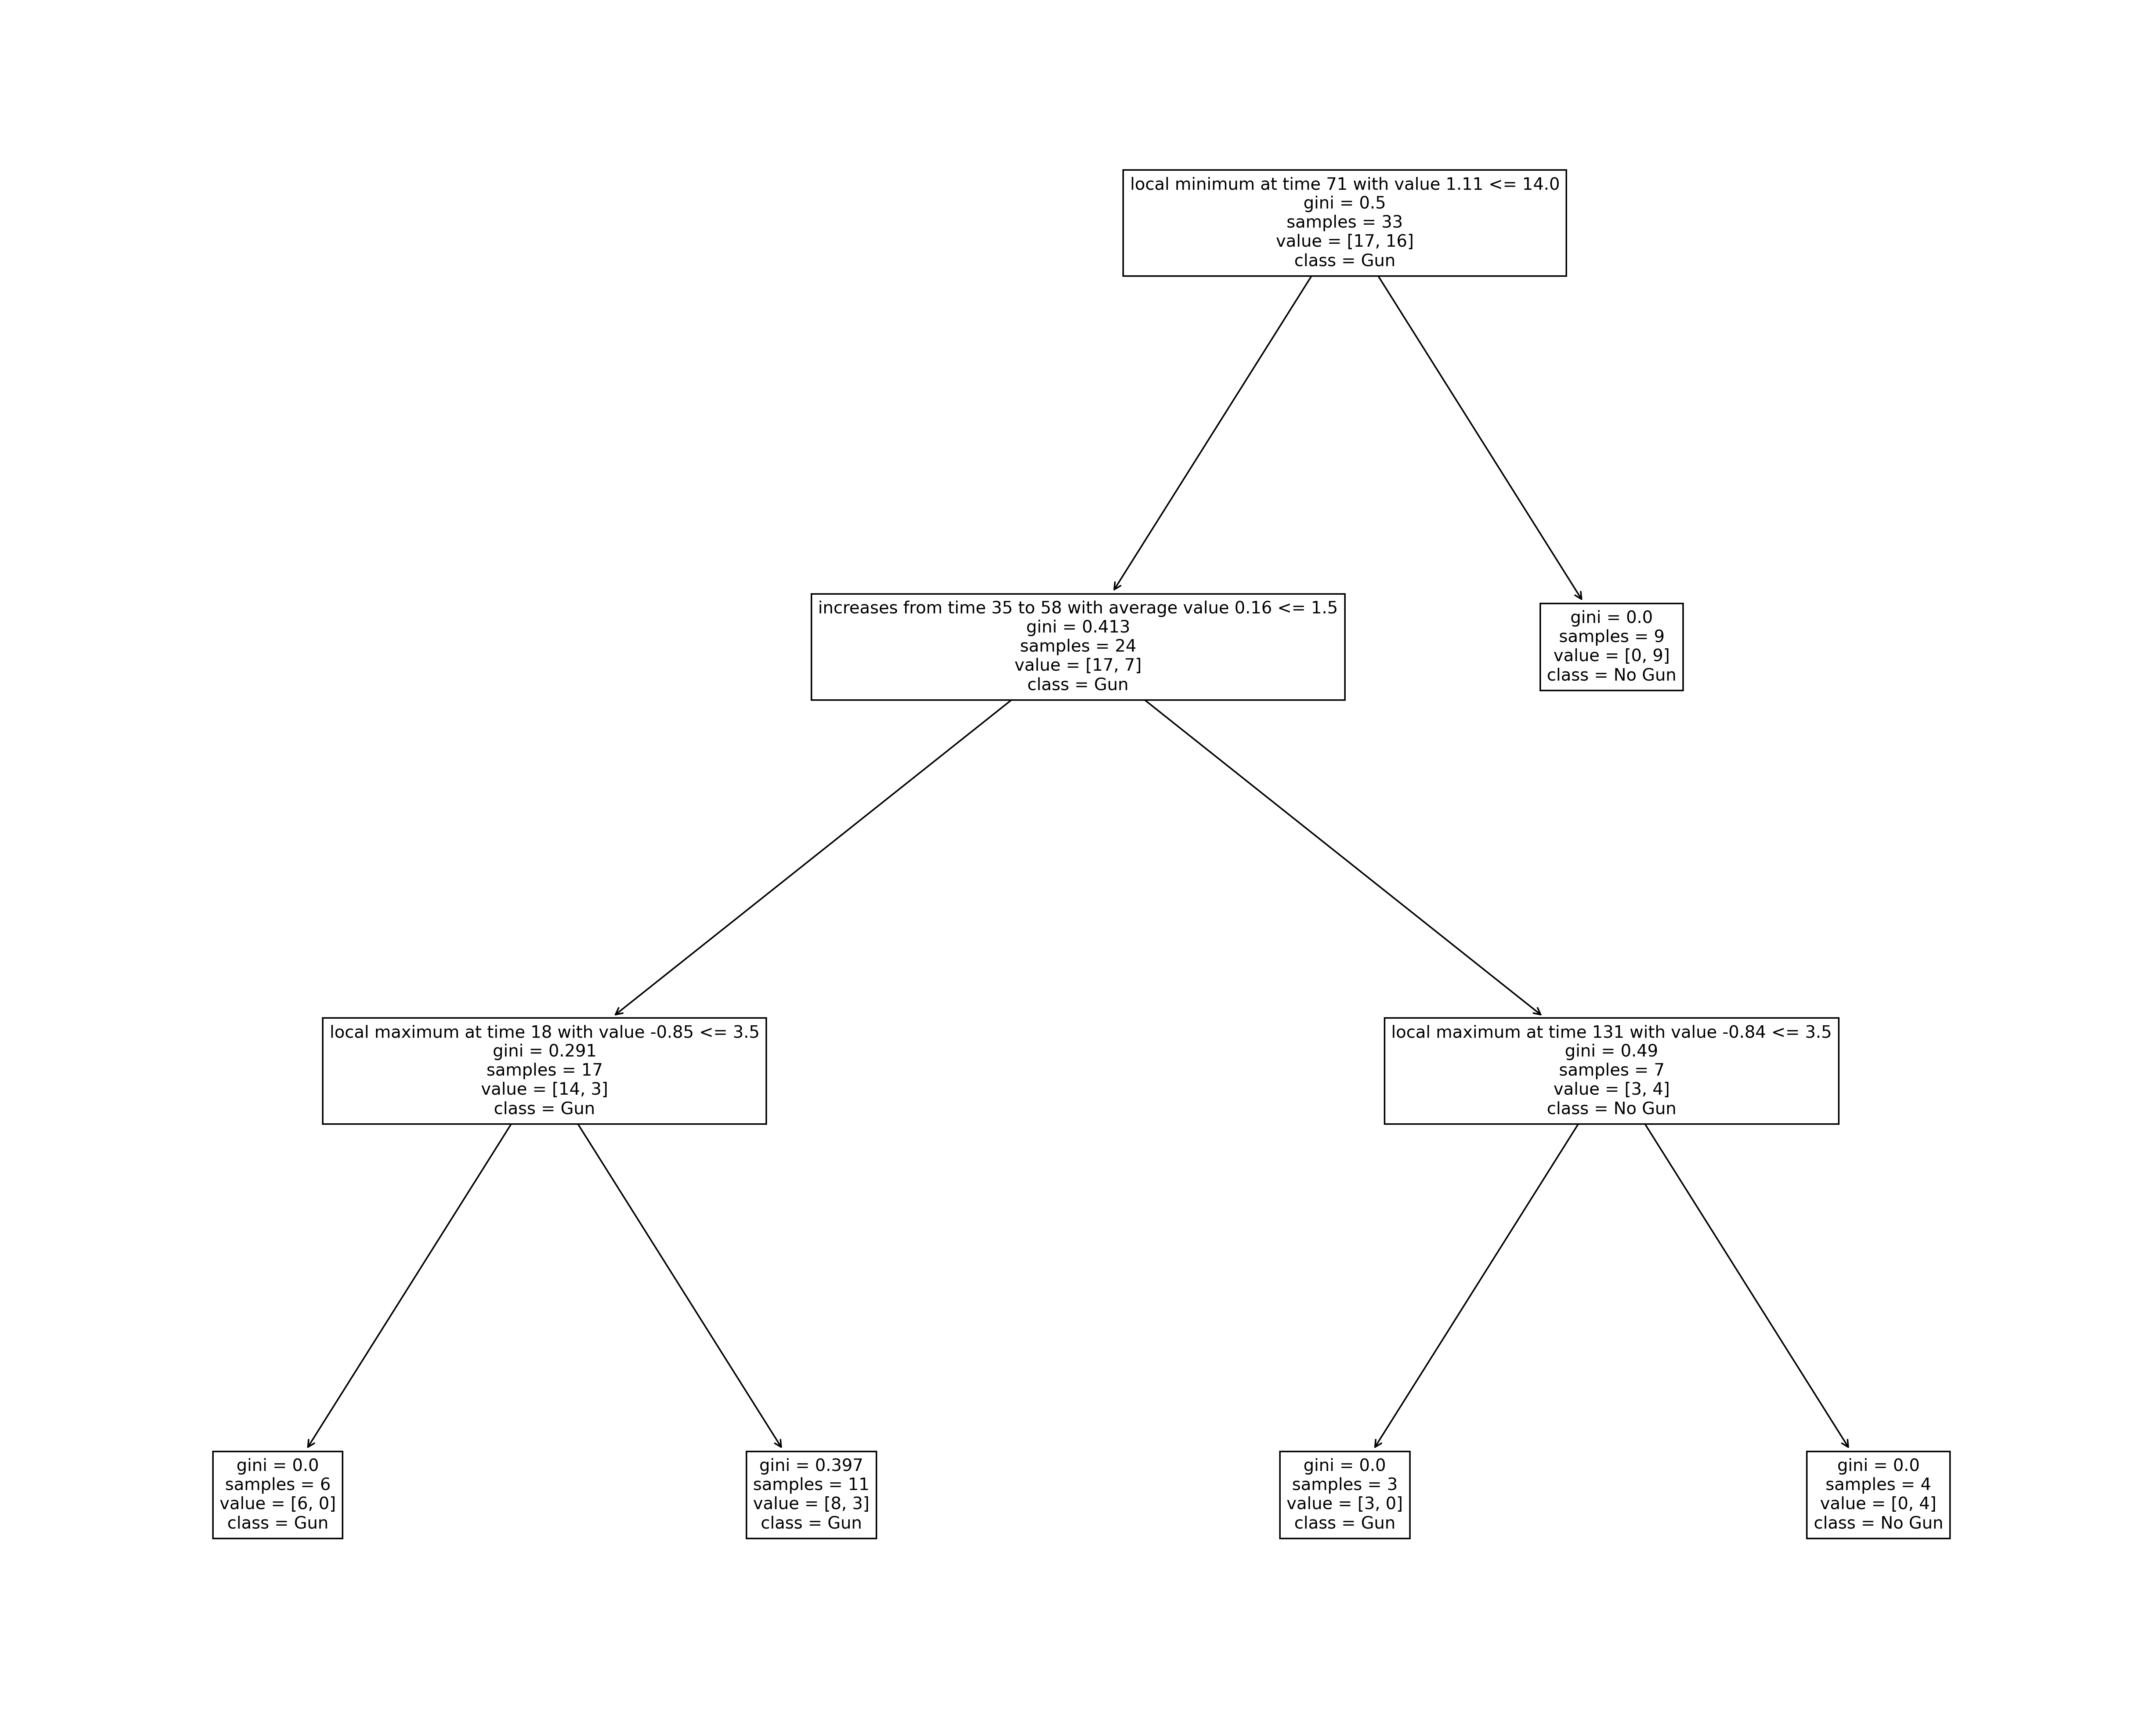 local minimum at time 71 with value 1.11 <= 14.0
gini = 0.5
samples = 33
value = [17, 16]
class = Gun
increases from time 35 to 58 with average value 0.16 <= 1.5
gini = 0.413
samples = 24
value = [17, 7]
class = Gun
gini = 0.0
samples = 9
value = [0, 9]
class = No Gun
local maximum at time 18 with value -0.85 <= 3.5
gini = 0.291
samples = 17
value = [14, 3]
class = Gun
local maximum at time 131 with value -0.84 <= 3.5
gini = 0.49
samples = 7
value = [3, 4]
class = No Gun
gini = 0.0
samples = 6
value = [6, 0]
class = Gun
gini = 0.397
samples = 11
value = [8, 3]
class = Gun
gini = 0.0
samples = 3
value = [3, 0]
class = Gun
gini = 0.0
samples = 4
value = [0, 4]
class = No Gun